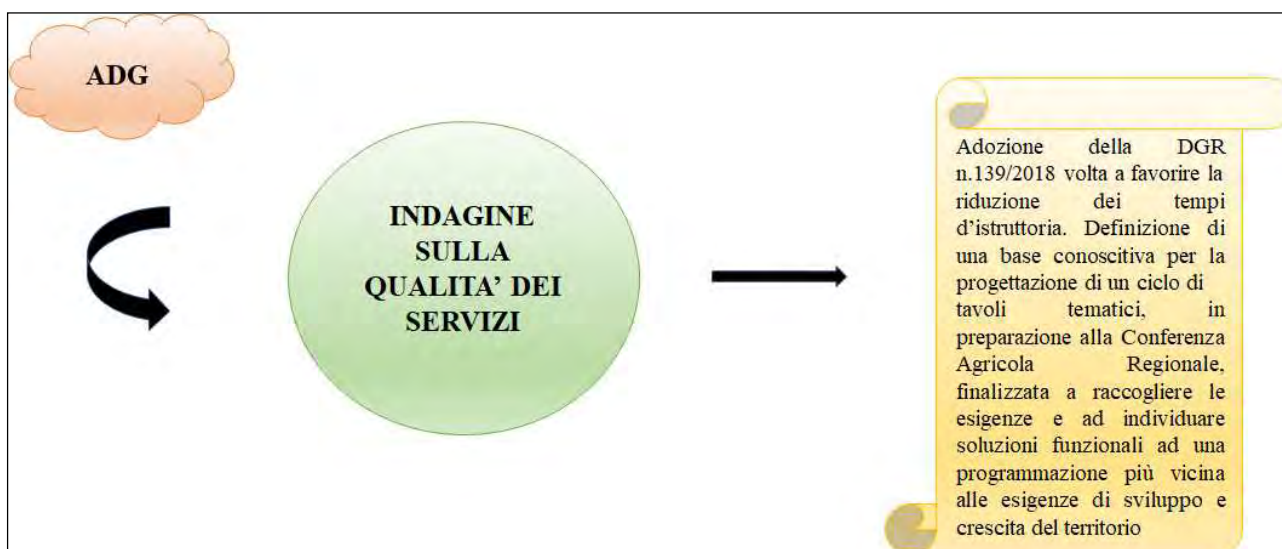 ADG
INDAGINE
SULLA
QUALITA’ DEI
SERVIZI
Adozione della DGR
n.139/2018 volta a favorire la
riduzione dei tempi
d’istruttoria. Definizione di
una base conoscitiva per la
progettazione di un ciclo di
tavoli tematici, in
preparazione alla Conferenza
Agricola Regionale,
finalizzata a raccogliere le
esigenze e ad individuare
soluzioni funzionali ad una
programmazione più vicina
alle esigenze di sviluppo e
crescita del territorio